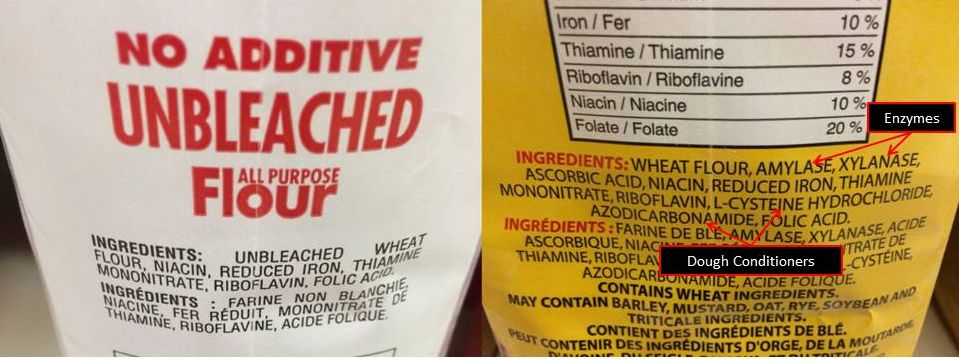 NO ADDITIVE
UNBLEACHED
ALL PURPOSE
Flour
INGREDIENTS: UNBLEACHED WHEAT
FLOUR, NIACIN, REDUCED IRON, THIAMINE
MONONITRATE, RIBOFLAVIN, FOLIC ACID.
INGRÉDIENTS : FARINE NON BLANCHIE,
NIACINE, FER RÉDUIT, MONONITRATE DE
THIAMINE, RIBOFLAVINE, ACIDE FOLIQUE.
Iron / Fer 10 %
Thiamine / Thiamine 15 %
Riboflavin / Riboflavine 8 %
Niacin / Niacine 10 %
Folate / Folate 20 %
Enzymes
INGREDIENTS: WHEAT FLOUR, AMYLASE, XYLANASE,
ASCORBIC ACID, NIACIN, REDUCED IRON, THIAMINE
MONONITRATE, RIBOFLAVIN, L-CYSTEINE HYDROCHLORIDE,
AZODICARBONAMIDE, FOLIC ACID.
INGRÉDIENTS : FARINE DE BLÉ, AMYLASE, XYLANASE, ACIDE
ASCORBIQUE, DE
THIAMINE, L-CYSTÉINE,
Dough Conditioners
AZODICARBONAMIDE, ACIDE FOLIQUE.
CONTAINS WHEAT INGREDIENTS.
MAY CONTAIN BARLEY, MUSTARD, OAT, RYE, SOYBEAN AND
TRITICALE INGREDIENTS.
CONTIENT DES INGRÉDIENTS DE BLÉ.
PEUT CONTENIR DES INGRÉDIENTS D'ORGE, DE LA MOUTARDE,